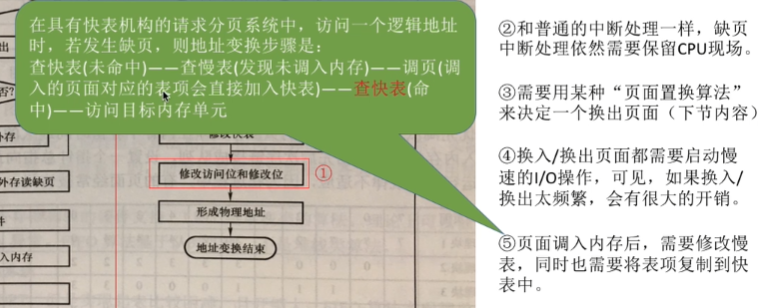 在具有快表机构的请求分页系统中，访问一个逻辑地址
时，若发生缺页，则地址变换步骤是：
查快表(未命中)——查慢表(发现未调入内存)——调页(调
入的页面对应的表项会直接加入快表)——查快表(命
中)——访问目标内存单元
修改访问位和修改位
①
形成物理地址
地址变换结束
外存读缺页
入内存
②和普通的中断处理一样，缺页
中断处理依然需要保留CPU现场。
③需要用某种“页面置换算法”
来决定一个换出页面（下节内容）
④换入/换出页面都需要启动慢
速的I/O操作，可见，如果换入/
换出太频繁，会有很大的开销。
⑤页面调入内存后，需要修改慢
表，同时也需要将表项复制到快
表中。